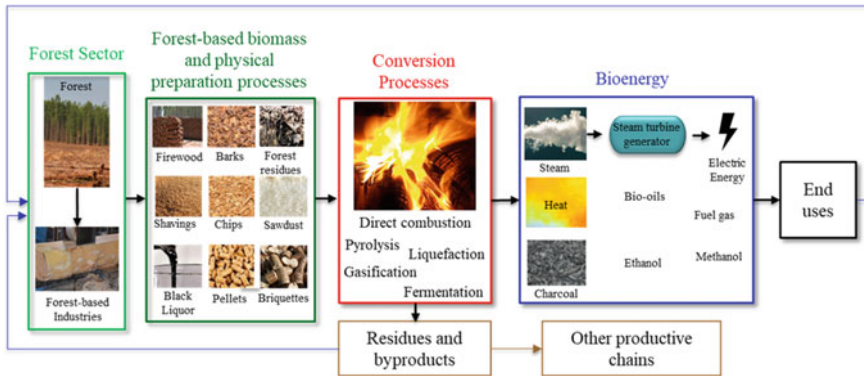 Forest Sector
Forest
Forest-based
Industries
Forest-based biomass
and physical
preparation processes
Firewood
Barks
Forest
residues
Shavings
Chips
Sawdust
Black
Liquor
Pellets
Briquettes
Conversion
Processes
Direct combustion
Pyrolysis
Liquefaction
Gasification
Fermentation
Bioenergy
Steam
Steam turbine
generator
Electric
Energy
Heat
Bio-oils
Fuel gas
Charcoal
Ethanol
Methanol
End
uses
Residues and
byproducts
Other productive
chains